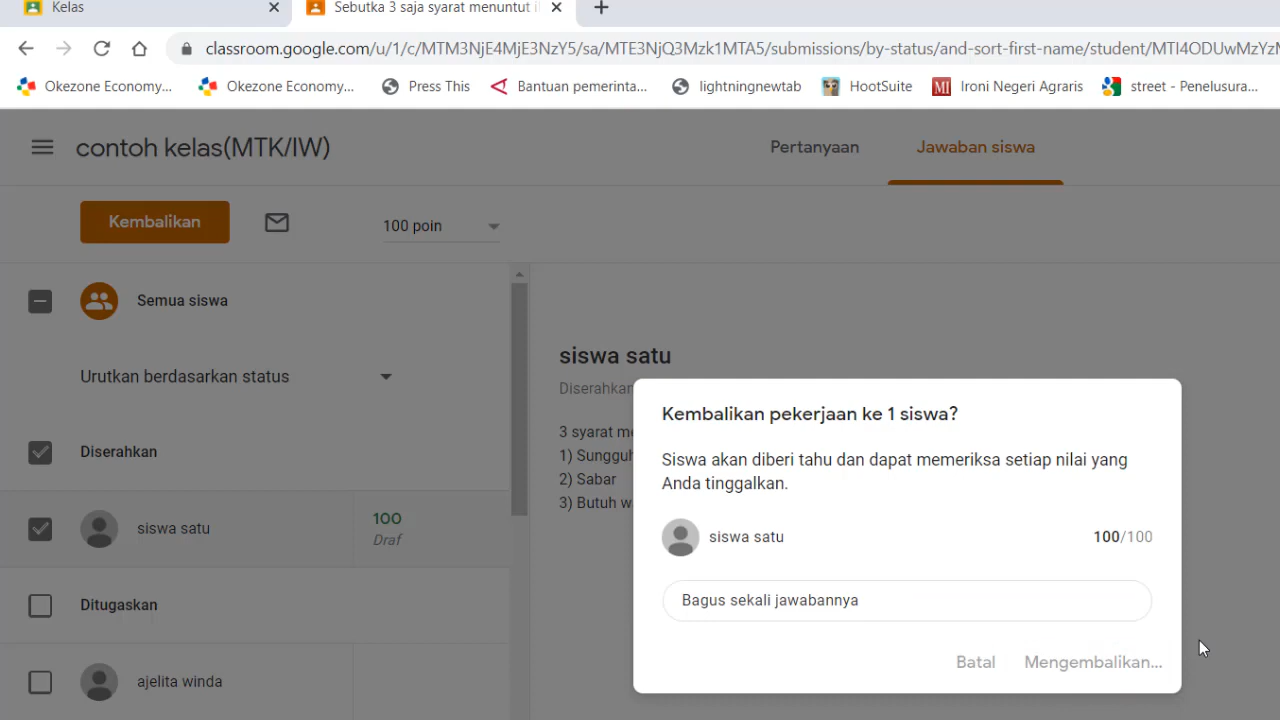 Kelas
Sebutka 3 saja syarat menuntut il
classroom.google.com/u/1/c/MTM3NjE4MjE3NzY5/sa/MTE3NjQ3Mzk1MTA5/submissions/by-status/and-sort-first-name/student/MTI4ODUwMzYz
Okezone Economy...
Okezone Economy...
Press This
Bantuan pemerinta...
lightningnewtab
HootSuite
MI
Ironi Negeri Agraris
street - Penelusura...
contoh kelas(MTK/IW)
Pertanyaan
Jawaban siswa
Kembalikan
100 poin
Semua siswa
Urutkan berdasarkan status
Diserahkan
siswa satu
100
Draf
Ditugaskan
ajelita winda
siswa satu
Diserahkan
3 syarat me
1) Sungguh
2) Sabar
3) Butuh w
Kembalikan pekerjaan ke 1 siswa?
Siswa akan diberi tahu dan dapat memeriksa setiap nilai yang
Anda tinggalkan.
siswa satu
100/100
Bagus sekali jawabannya
Batal
Mengembalikan...